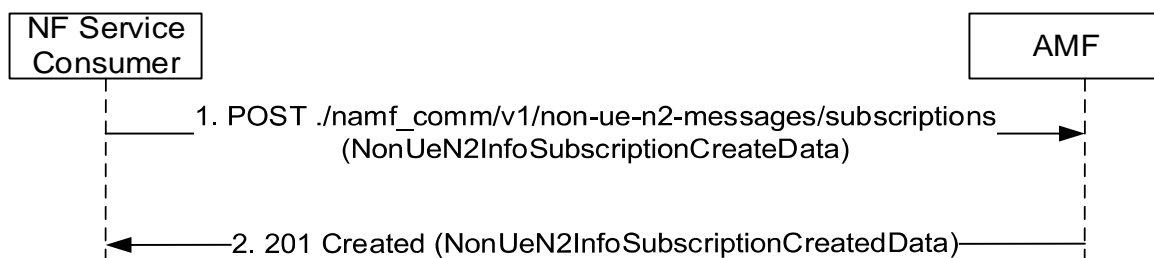 NF Service
Consumer
AMF
1. POST ./namf_comm/v1/non-ue-n2-messages/subscriptions
(NonUeN2InfoSubscriptionCreateData)
2. 201 Created (NonUeN2InfoSubscriptionCreatedData)